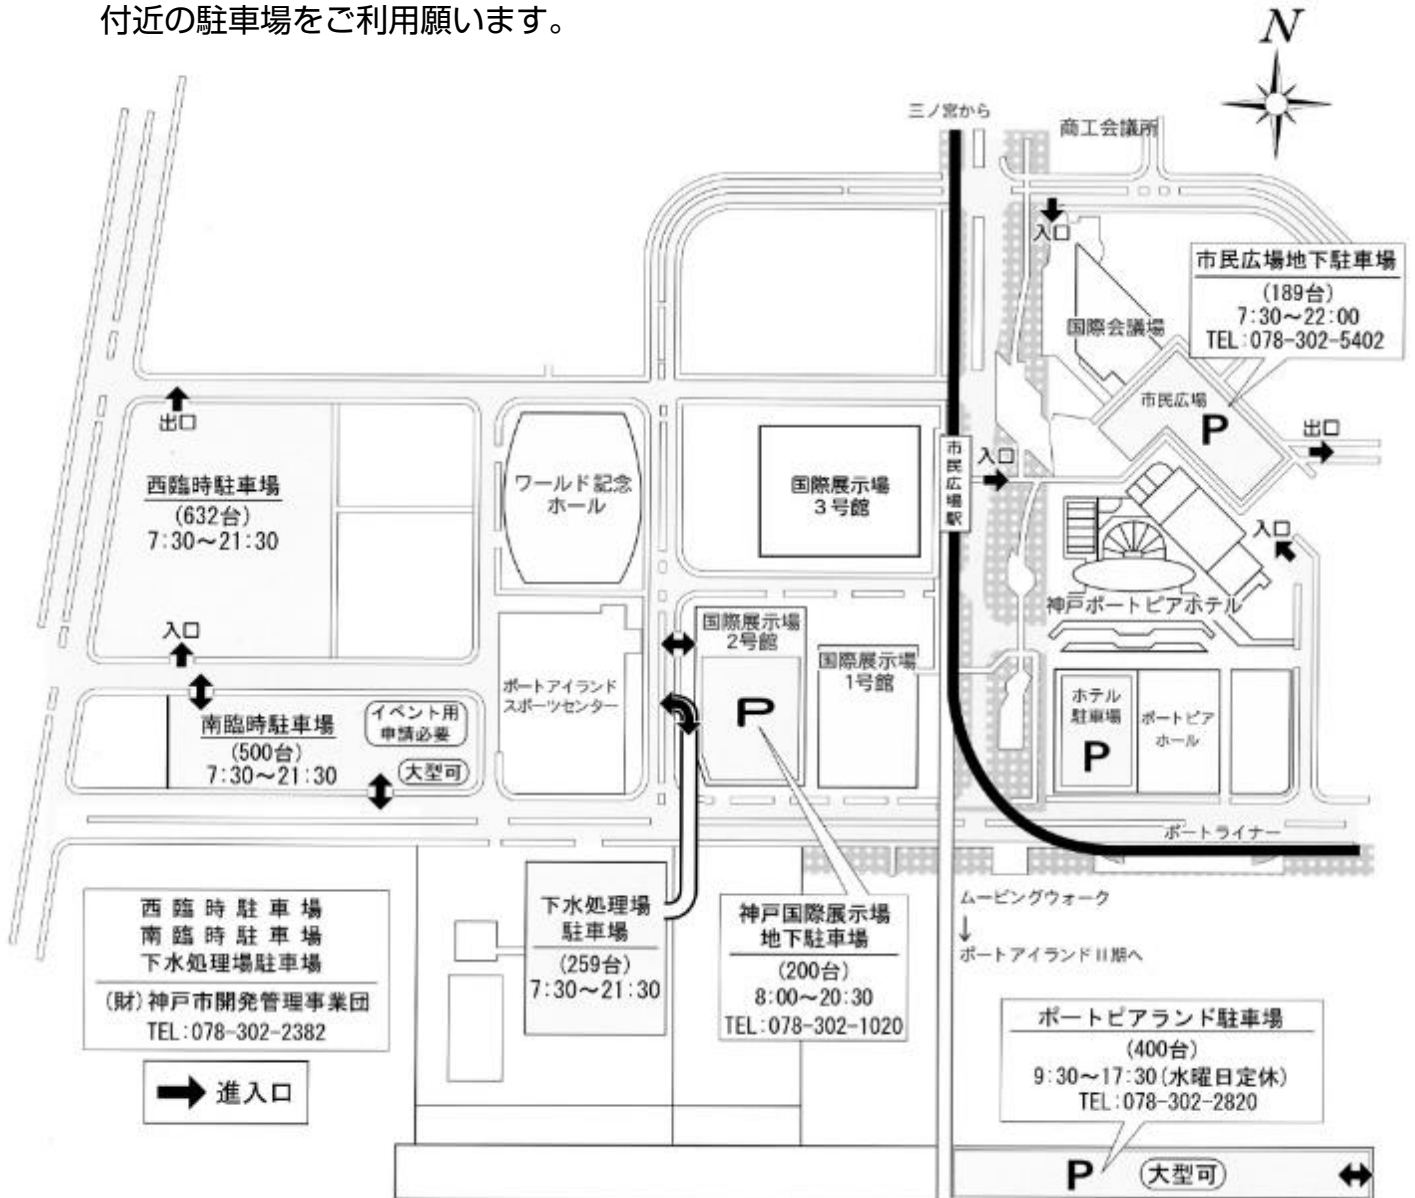 付近の駐車場をご利用願います。
N
三ノ宮から
商工会議所
入口
市民広場地下駐車場
(189台)
7:30〜22:00
TEL:078-302-5402
国際会議場
市民広場
P
出口
出口
西臨時駐車場
(632台)
7:30〜21:30
ワールド記念
ホール
国際展示場
3号館
市民広場駅
入口
入口
神戸ポートピアホテル
入口
国際展示場
2号館
国際展示場
1号館
P
ポートアイランド
スポーツセンター
ホテル
駐車場
P
ポートピア
ホール
南臨時駐車場
(500台)
7:30〜21:30
イベント用
申請必要
大型可
ポートライナー
西臨時駐車場
南臨時駐車場
下水処理場駐車場
(財)神戸市開発管理事業団
TEL:078-302-2382
進入口
下水処理場
駐車場
(259台)
7:30〜21:30
神戸国際展示場
地下駐車場
(200台)
8:00〜20:30
TEL:078-302-1020
ムービングウォーク
↓
ポートアイランドⅡ期へ
ポートピアランド駐車場
(400台)
9:30〜17:30(水曜日定休)
TEL:078-302-2820
P
大型可